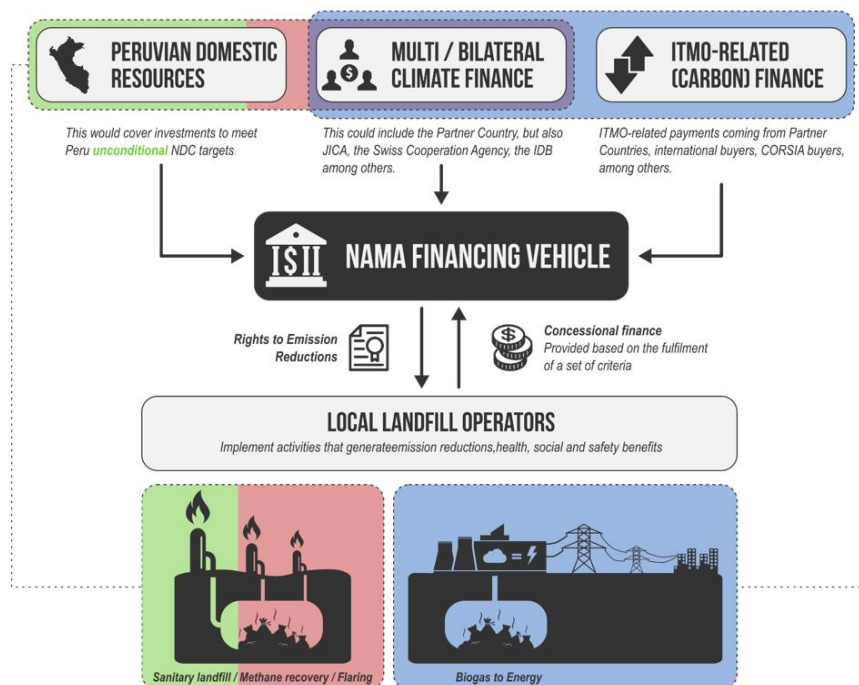 PERUVIAN DOMESTIC
RESOURCES
MULTI / BILATERAL
CLIMATE FINANCE
ITMO-RELATED
(CARBON) FINANCE
This would cover investments to meet
Peru unconditional NDC targets.
This could include the Partner Country, but also
JICA, the Swiss Cooperation Agency, the IDB
among others.
ITMO-related payments coming from Partner
Countries, international buyers, CORSIA buyers,
among others.
NAMA FINANCING VEHICLE
Rights to Emission
Reductions
Concessional finance
Provided based on the fulfilment
of a set of criteria
LOCAL LANDFILL OPERATORS
Implement activities that generateemission reductions,health, social and safety benefits
Sanitary landfill / Methane recovery / Flaring
Biogas to Energy